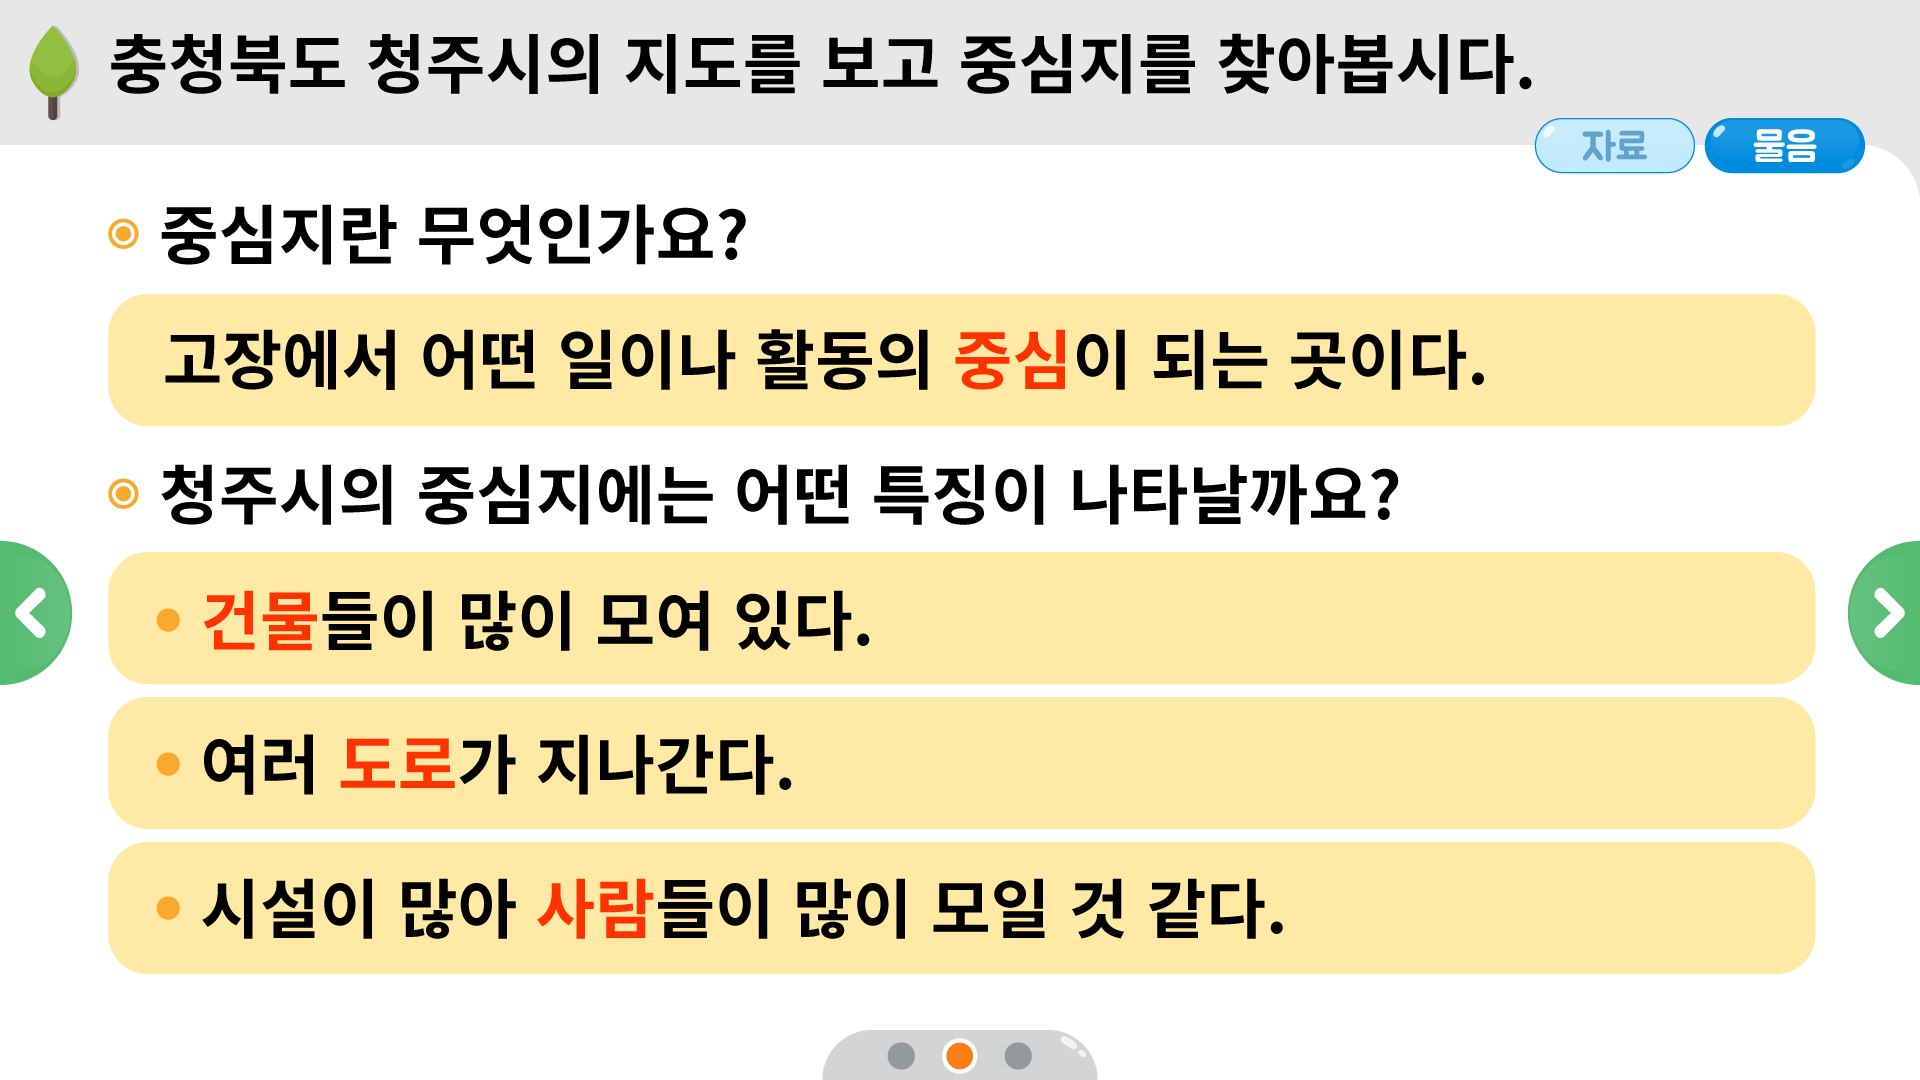 충청북도 청주시의 지도를 보고 중심지를 찾아봅시다.
자료
물음
중심지란 무엇인가요?
고장에서 어떤 일이나 활동의 중심이 되는 곳이다.
청주시의 중심지에는 어떤 특징이 나타날까요?
건물들이 많이 모여 있다.
여러 도로가 지나간다.
시설이 많아 사람들이 많이 모일 것 같다.